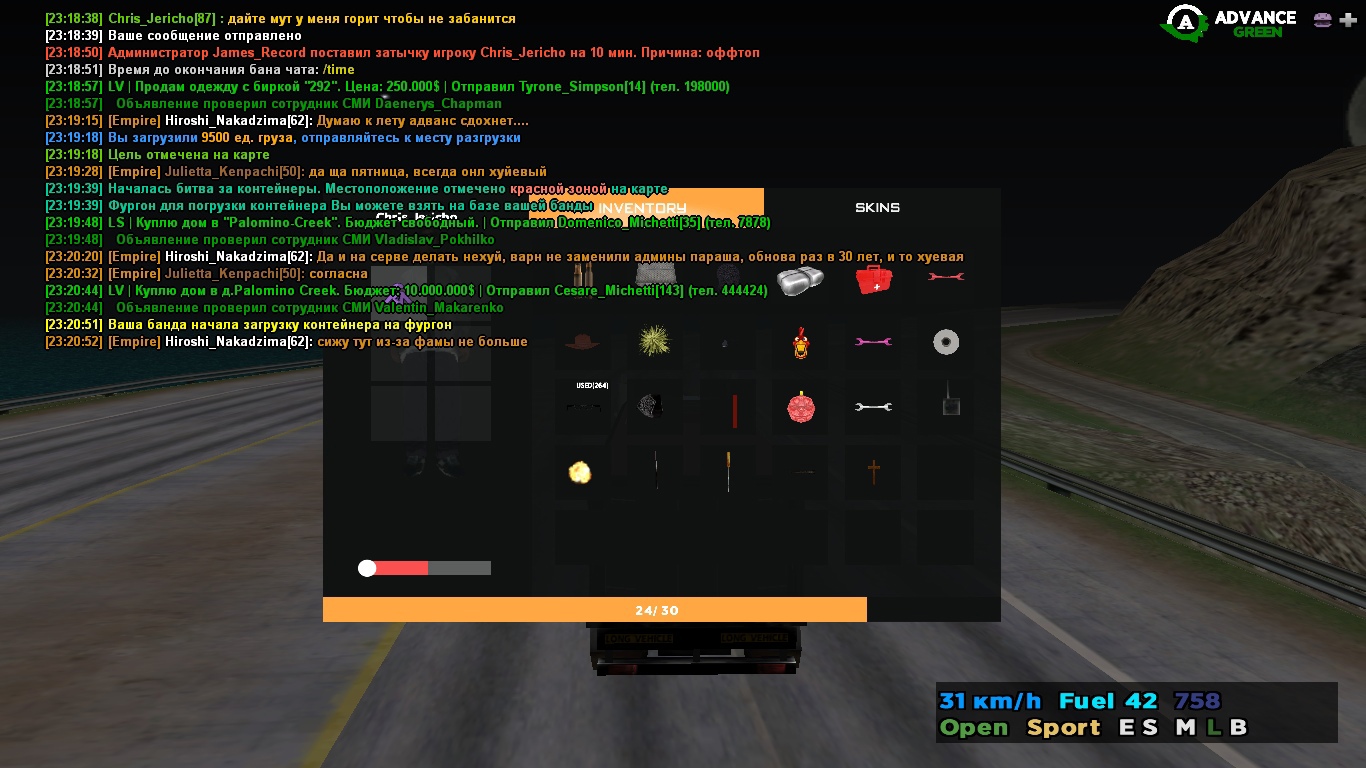 [23:18:38] Chris_Jericho[87] : дайте мут у меня горит чтобы не забанится
[23:18:39] Ваше сообщение отправлено
[23:18:50] Администратор James_Record поставил затычку игроку Chris_Jericho на 10 мин. Причина: оффтоп
[23:18:51] Время до окончания бана чата: /time
[23:18:57] LV | Продам одежду с биркой "292". Цена: 250.000$ | Отправил Tyrone_Simpson[14] (тел. 198000)
[23:18:57] Объявление проверил сотрудник СМИ Daenerys_Chapman
[23:19:15] [Empire] Hiroshi_Nakadzima[62]: Думаю к лету адванс сдохнет....
[23:19:18] Вы загрузили 9500 ед. груза, отправляйтесь к месту разгрузки
[23:19:18] Цель отмечена на карте
[23:19:28] [Empire] Julietta_Kenpachi[50]: да ща пятница, всегда онл хуйевый
[23:19:39] Началась битва за контейнеры. Местоположение отмечено красной зоной на карте
[23:19:39] Фургон для погрузки контейнера Вы можете взять на базе вашей банды
[23:19:48] LS | Куплю дом в "Palomino-Creek". Бюджет свободный. | Отправил Domenico_Michetti[35] (тел. 7878)
[23:19:48] Объявление проверил сотрудник СМИ Vladislav_Pokhilko
[23:20:20] [Empire] Hiroshi_Nakadzima[62]: Да и на серве делать нехуй, варн не заменили админы параша, обнова раз в 30 лет, и то хуевая
[23:20:32] [Empire] Julietta_Kenpachi[50]: согласна
[23:20:44] LV | Куплю дом в д.Palomino Creek. Бюджет: 10.000.000$ | Отправил Cesare_Michetti[143] (тел. 444424)
[23:20:44] Объявление проверил сотрудник СМИ Valentin_Makarenko
[23:20:51] Ваша банда начала загрузку контейнера на фургон
[23:20:52] [Empire] Hiroshi_Nakadzima[62]: сижу тут из-за фамы не больше
ADVANCE
GREEN
Chris_Jericho
INVENTORY
SKINS
USED(264)
24/30
LONG VEHICLE LONG VEHICLE
31 км/h Fuel 42 758
Open Sport E S M L B